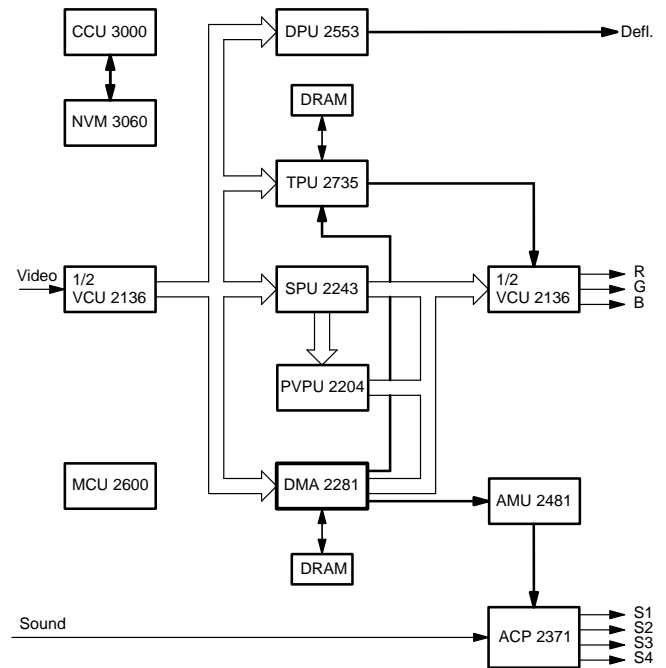 CCU 3000
DPU 2553
Defl.
DRAM
NVM 3060
TPU 2735
Video
1/2
VCU 2136
SPU 2243
1/2
VCU 2136
R
G
B
PVPU 2204
MCU 2600
DMA 2281
AMU 2481
DRAM
Sound
ACP 2371
S1
S2
S3
S4